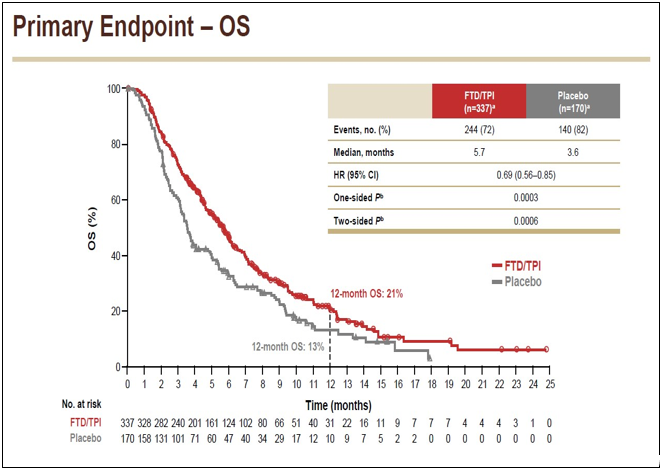 Primary Endpoint – OS
FTD/TPI (n=337)ᵃ Placebo (n=170)ᵃ
Events, no. (%) 244 (72) 140 (82)
Median, months 5.7 3.6
HR (95% CI) 0.69 (0.56–0.85)
One-sided Pᵇ 0.0003
Two-sided Pᵇ 0.0006
OS (%)
100
80
60
40
20
0
FTD/TPI
Placebo
12-month OS: 21%
12-month OS: 13%
0 1 2 3 4 5 6 7 8 9 10 11 12 13 14 15 16 17 18 19 20 21 22 23 24 25
No. at risk
Time (months)
FTD/TPI 337 328 282 240 201 161 124 102 80 66 51 40 31 22 16 11 9 7 7 7 4 4 4 3 1 0
Placebo 170 158 131 101 71 60 47 40 34 29 17 12 10 9 7 5 2 2 0 0 0 0 0 0 0 0